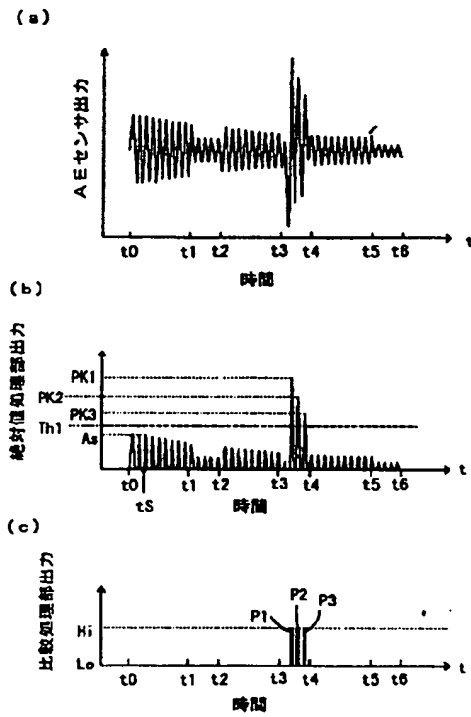 (a)
AEセンサ出力
t0 t1 t2 t3 t4 t5 t6 t
時間
(b)
絶対値処理部出力
PK1
PK2
PK3
Th1
As
t0 t1 t2 t3 t4 t5 t6 t
tS
時間
(c)
比較処理部出力
P1 P2 P3
Hi
Lo
t0 t1 t2 t3 t4 t5 t6 t
時間